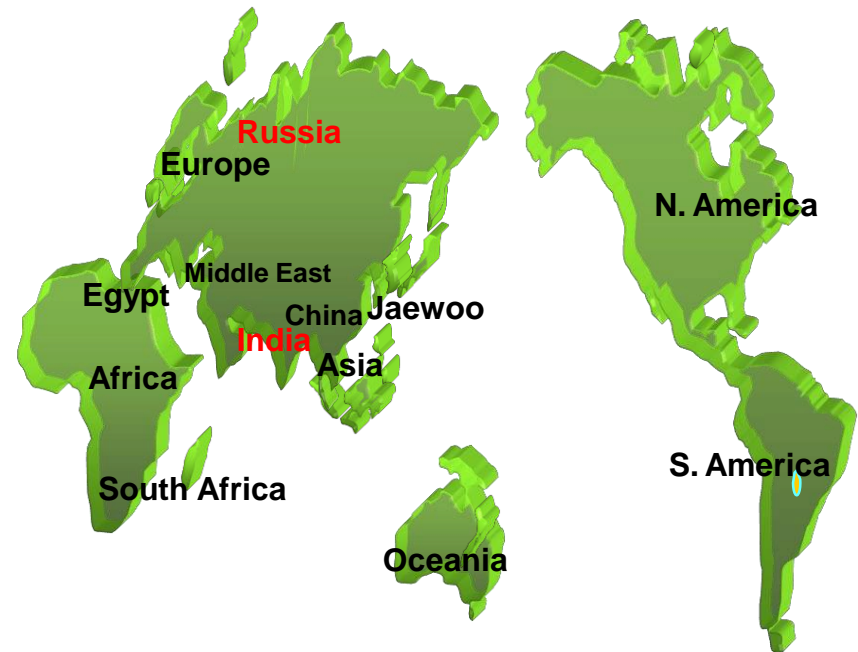 Russia
Europe
N. America
Middle East
Egypt
China
Jaewoo
India
Asia
Africa
S. America
South Africa
Oceania